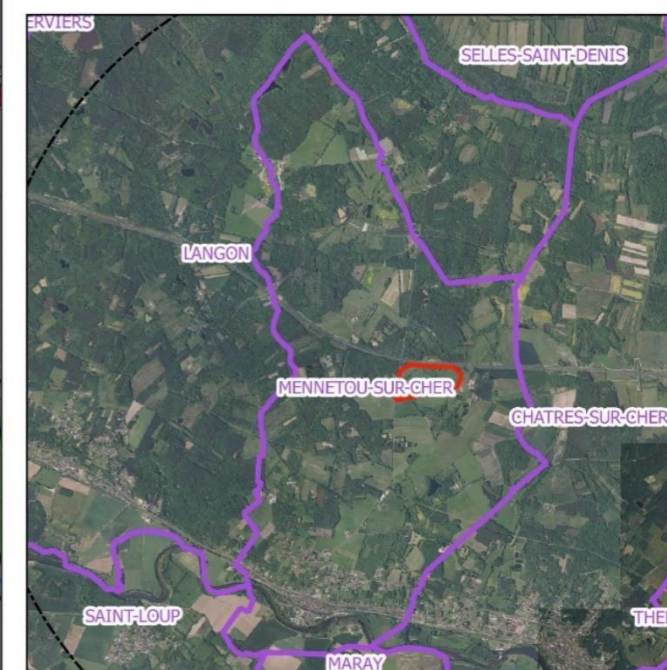 ERVIERS
SELLES-SAINT-DENIS
LANGON
MENNETOU-SUR-CHER
CHATRES-SUR-CHER
SAINT-LOUP
THE
MARAY